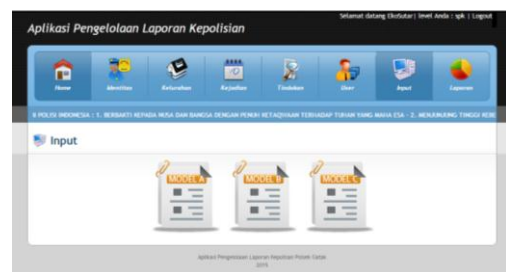 Selamat datang EkoSutar| level Anda : spk | Logout
Aplikasi Pengelolaan Laporan Kepolisian
Home
Identitas
Kelurahan
Kejadian
Tindakan
User
Input
Laporan
POLISI INDONESIA : 1. BERBAKTI KEPADA NUSA DAN BANGSA DENGAN PENUH KETAQWAAN TERHADAP TUHAN YANG MAHA ESA - 2. MENJUNJUNG TINGGI
Input
MODEL A
MODEL B
MODEL C
Aplikasi Pengelolaan Laporan Kepolisian Polsek
2015